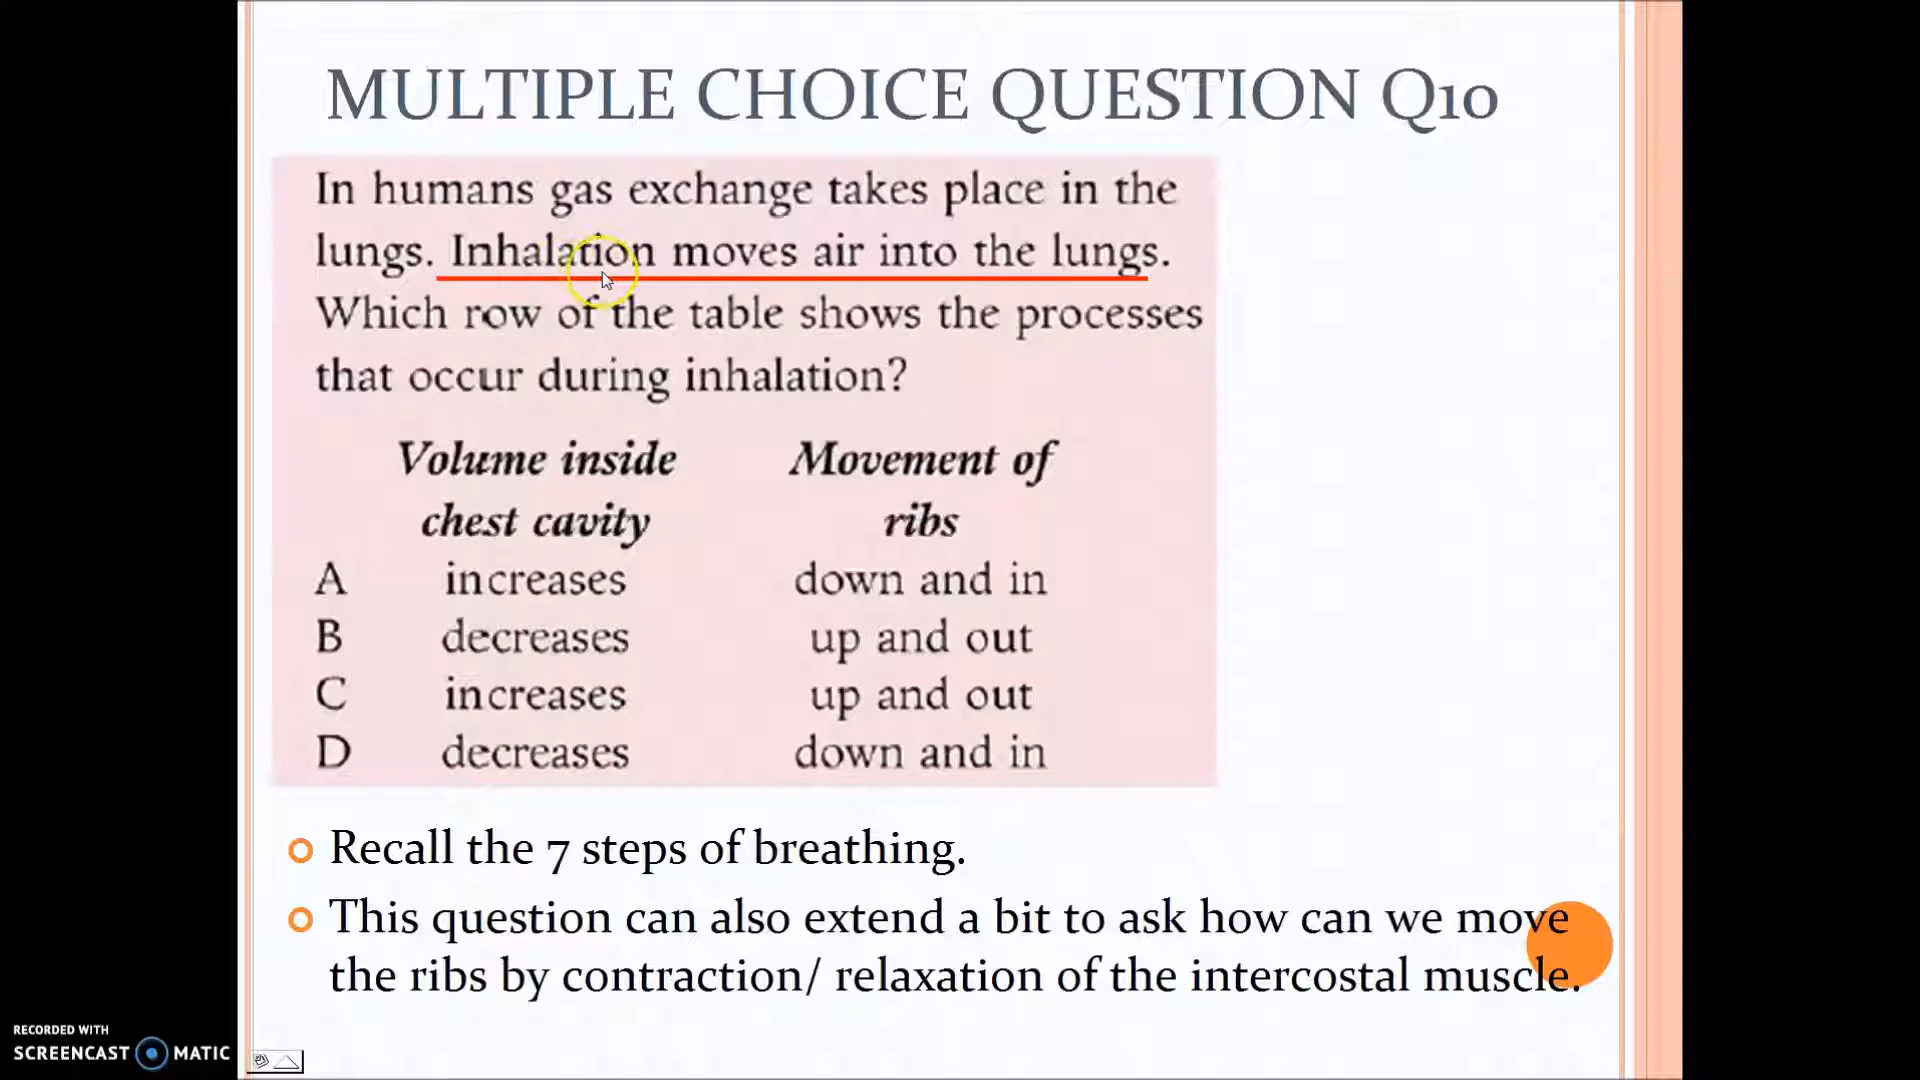 MULTIPLE CHOICE QUESTION Q10
In humans gas exchange takes place in the
lungs. Inhalation moves air into the lungs.
Which row of the table shows the processes
that occur during inhalation?
Volume inside Movement of
chest cavity ribs
A increases down and in
B decreases up and out
C increases up and out
D decreases down and in
Recall the 7 steps of breathing.
This question can also extend a bit to ask how can we move
the ribs by contraction/ relaxation of the intercostal muscle.
RECORDED WITH
SCREENCAST MATIC